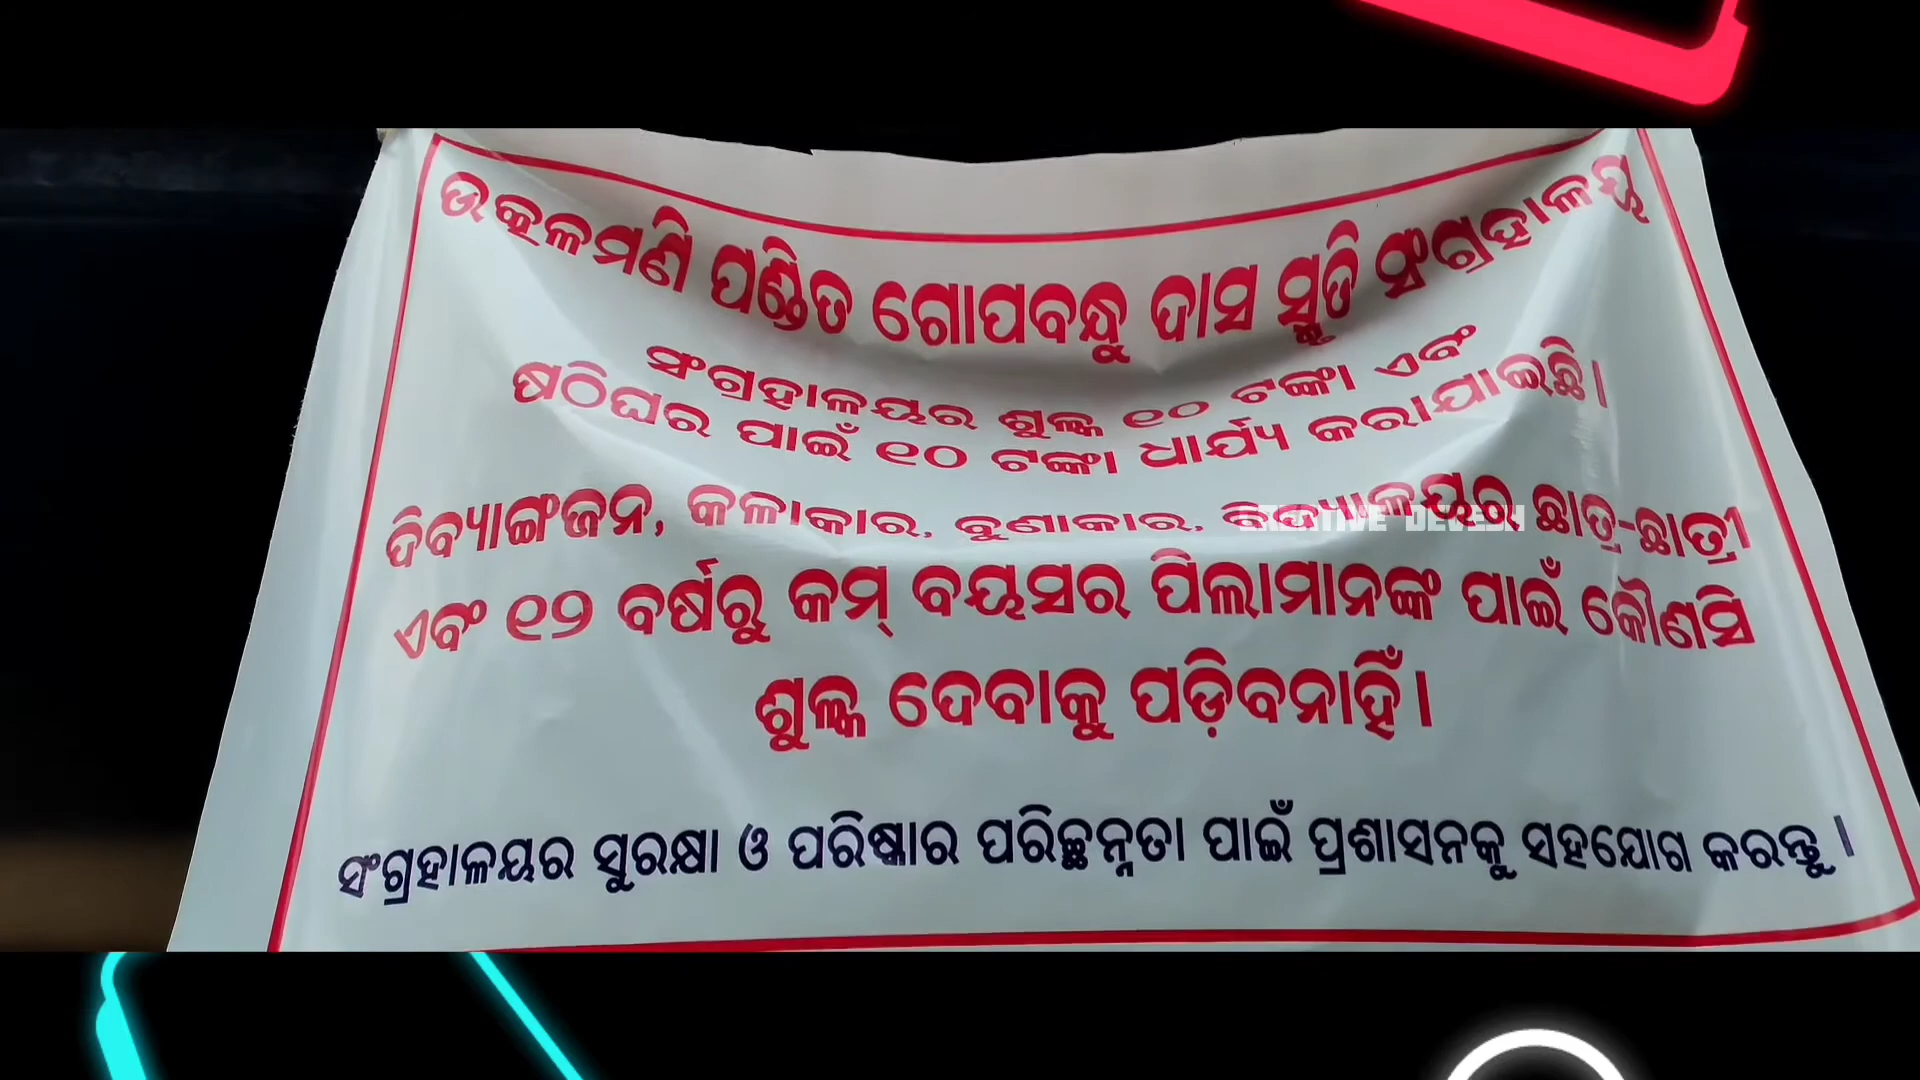 ଉତ୍କଳମଣି ପଣ୍ଡିତ ଗୋପବନ୍ଧୁ ଦାସ ସ୍ମୃତି ସଂଗ୍ରହାଳୟ
ସଂଗ୍ରହାଳୟର ଶୁଳ୍କ ୧୦ ଟଙ୍କା ଏବଂ
ଷଠିଘର ପାଇଁ ୧୦ ଟଙ୍କା ଧାର୍ଯ୍ୟ କରାଯାଇଛି।
ଦିବ୍ୟାଙ୍ଗଜନ, କଳାକାର, ବୁଣାକାର, ବିଦ୍ୟାଳୟର ଛାତ୍ର-ଛାତ୍ରୀ
ଏବଂ ୧୨ ବର୍ଷରୁ କମ୍ ବୟସର ପିଲାମାନଙ୍କ ପାଇଁ କୌଣସି
ଶୁଳ୍କ ଦେବାକୁ ପଡ଼ିବନାହିଁ।
ସଂଗ୍ରହାଳୟର ସୁରକ୍ଷା ଓ ପରିଷ୍କାର ପରିଚ୍ଛନ୍ନତା ପାଇଁ ପ୍ରଶାସନକୁ ସହଯୋଗ କରନ୍ତୁ।